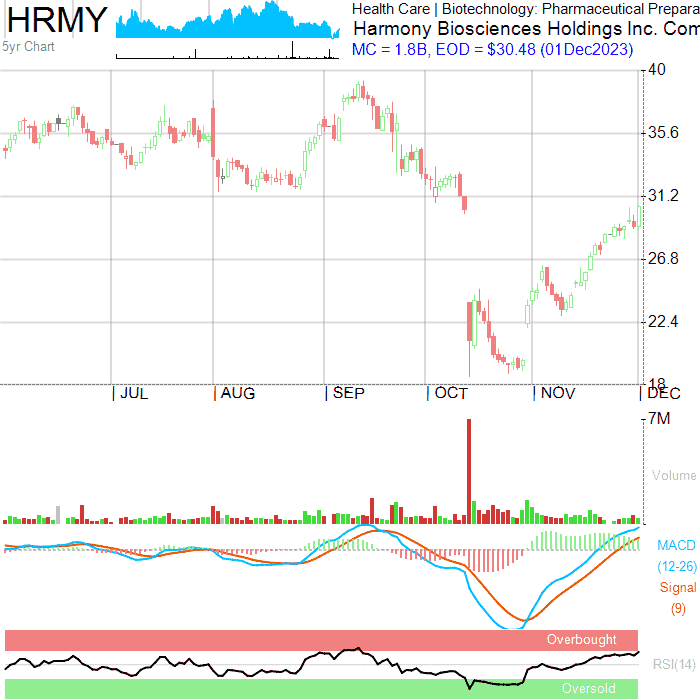 HRMY
5yr Chart
Health Care | Biotechnology: Pharmaceutical Prepara
Harmony Biosciences Holdings Inc. Com
MC = 1.8B, EOD = $30.48 (01Dec2023)
40
35.6
31.2
26.8
22.4
18
JUL
AUG
SEP
OCT
NOV
DEC
7M
Volume
MACD
(12-26)
Signal
(9)
Overbought
RSI(14)
Oversold